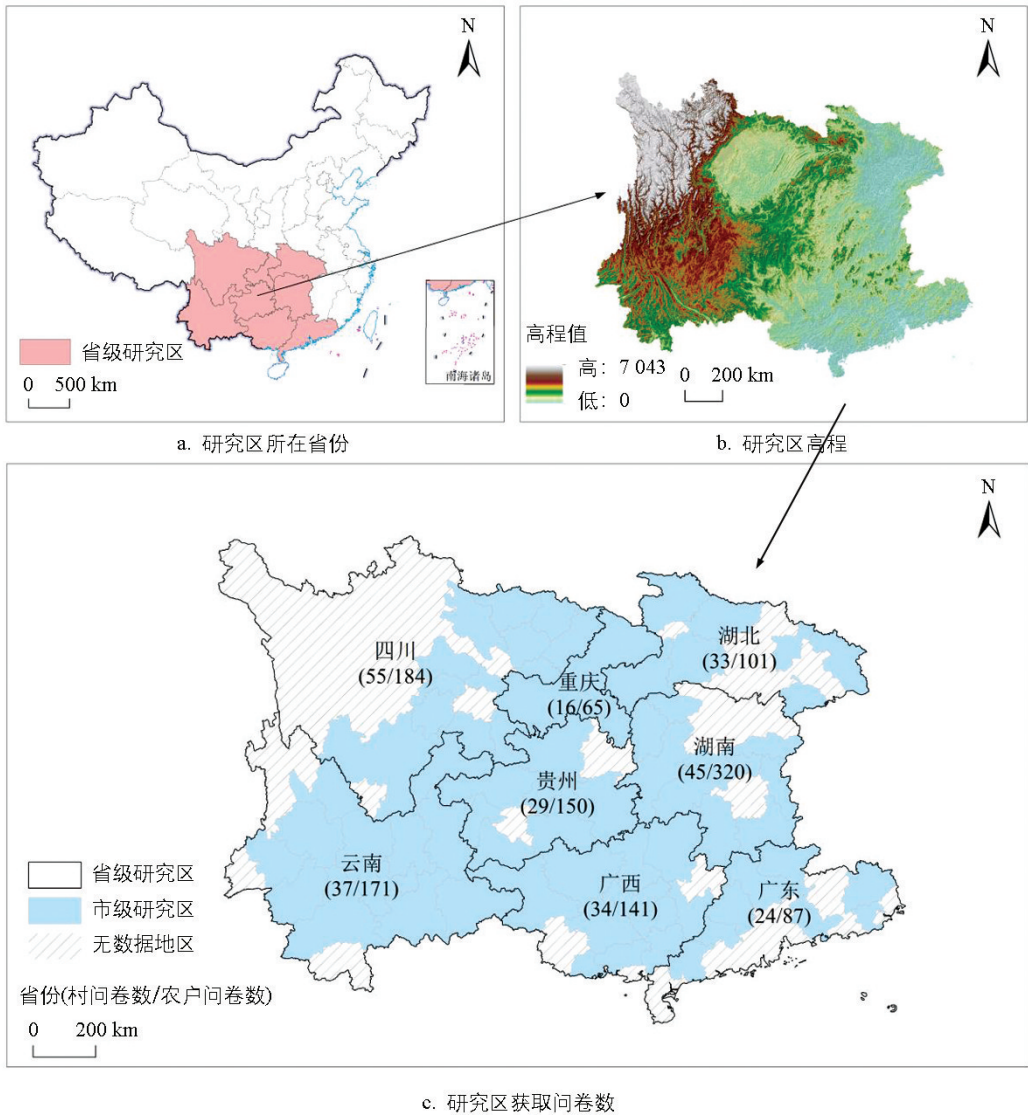 N
南海诸岛
省级研究区
0 500 km
a. 研究区所在省份
N
高程值
高：7 043
低：0
0 200 km
b. 研究区高程
N
四川
(55/184)
重庆
(16/65)
湖北
(33/101)
湖南
(45/320)
贵州
(29/150)
云南
(37/171)
广西
(34/141)
广东
(24/87)
省级研究区
市级研究区
无数据地区
省份(村问卷数/农户问卷数)
0 200 km
c. 研究区获取问卷数